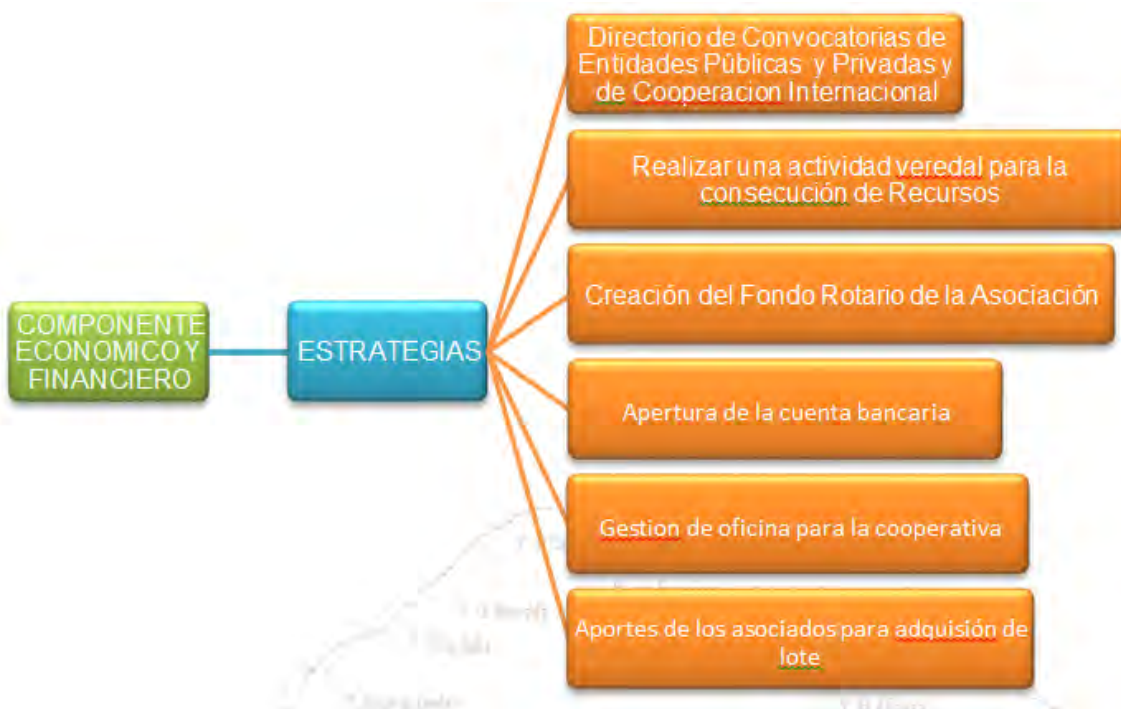 COMPONENTE
ECONOMICO Y
FINANCIERO
ESTRATEGIAS
Directorio de Convocatorias de
Entidades Públicas y Privadas y
de Cooperacion Internacional
Realizar una actividad veredal para la
consecución de Recursos
Creación del Fondo Rotario de la Asociación
Apertura de la cuenta bancaria
Gestion de oficina para la cooperativa
Aportes de los asociados para adquisión de
lote